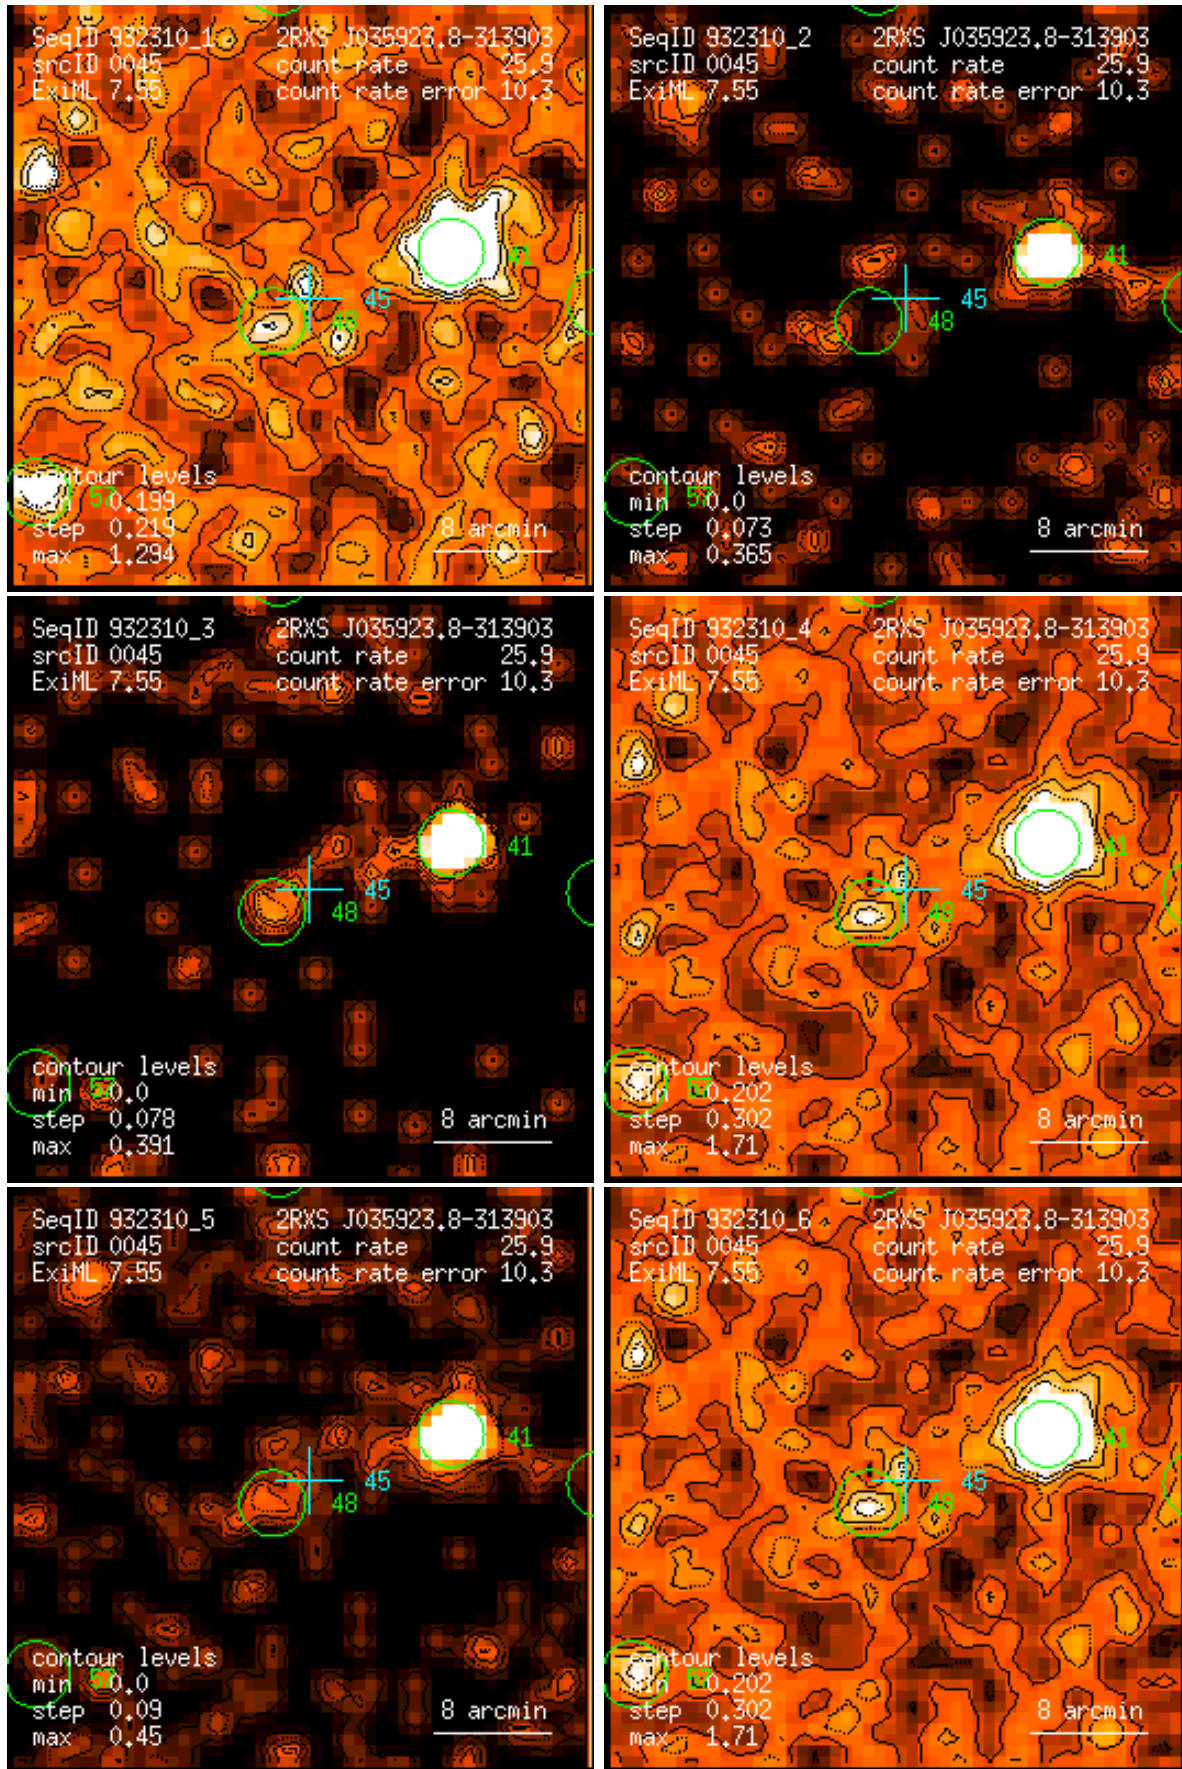 SeqID 932310_1 2RXS J035923.8-313903
srcID 0045 count rate 25.9
ExiML 7.55 count rate error 10.3
41
45
48
contour levels
57
min 0.199
step 0.219 8 arcmin
max 1.294
SeqID 932310_2 2RXS J035923.8-313903
srcID 0045 count rate 25.9
ExiML 7.55 count rate error 10.3
41
45
48
contour levels
57
min 0.0
step 0.073 8 arcmin
max 0.365
SeqID 932310_3 2RXS J035923.8-313903
srcID 0045 count rate 25.9
ExiML 7.55 count rate error 10.3
41
45
48
contour levels
57
min 0.0
step 0.078 8 arcmin
max 0.391
SeqID 932310_4 2RXS J035923.8-313903
srcID 0045 count rate 25.9
ExiML 7.55 count rate error 10.3
41
45
48
contour levels
57
min 0.202
step 0.302 8 arcmin
max 1.71
SeqID 932310_5 2RXS J035923.8-313903
srcID 0045 count rate 25.9
ExiML 7.55 count rate error 10.3
41
45
48
contour levels
57
min 0.0
step 0.09 8 arcmin
max 0.45
SeqID 932310_6 2RXS J035923.8-313903
srcID 0045 count rate 25.9
ExiML 7.55 count rate error 10.3
41
45
48
contour levels
57
min 0.202
step 0.302 8 arcmin
max 1.71